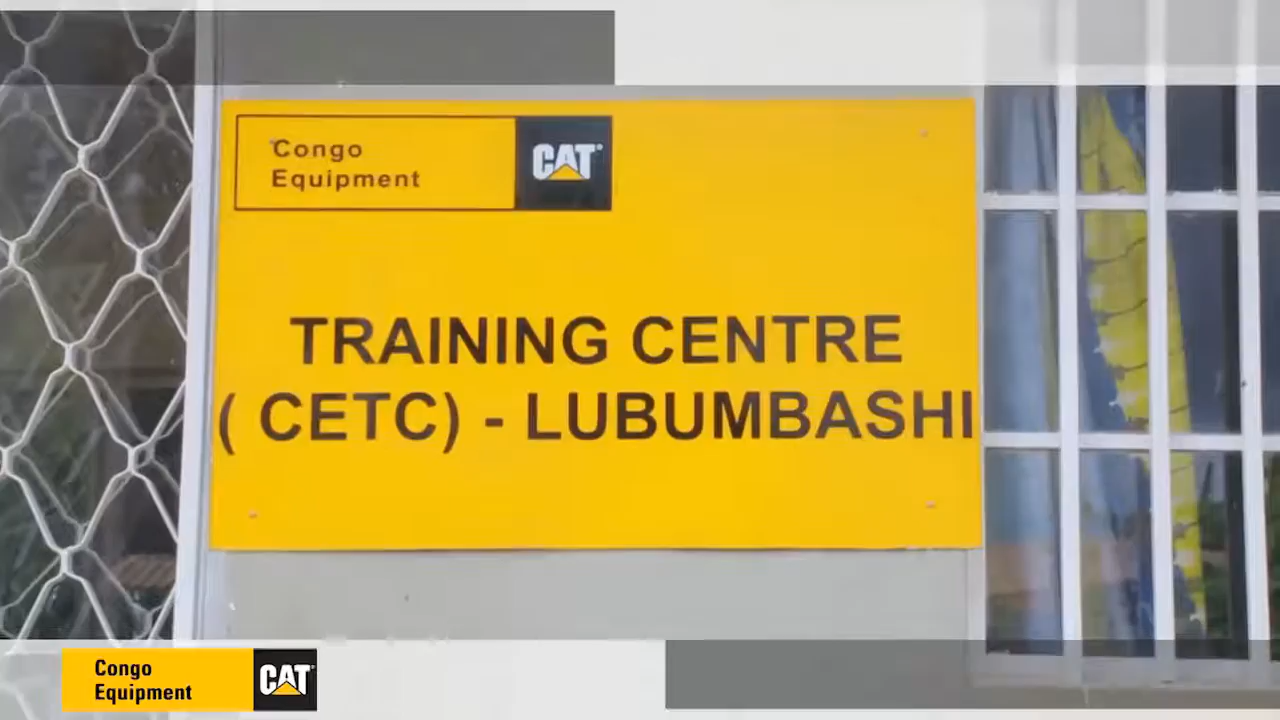 Congo
Equipment
CAT
TRAINING CENTRE
( CETC) - LUBUMBASHI
Congo
Equipment
CAT